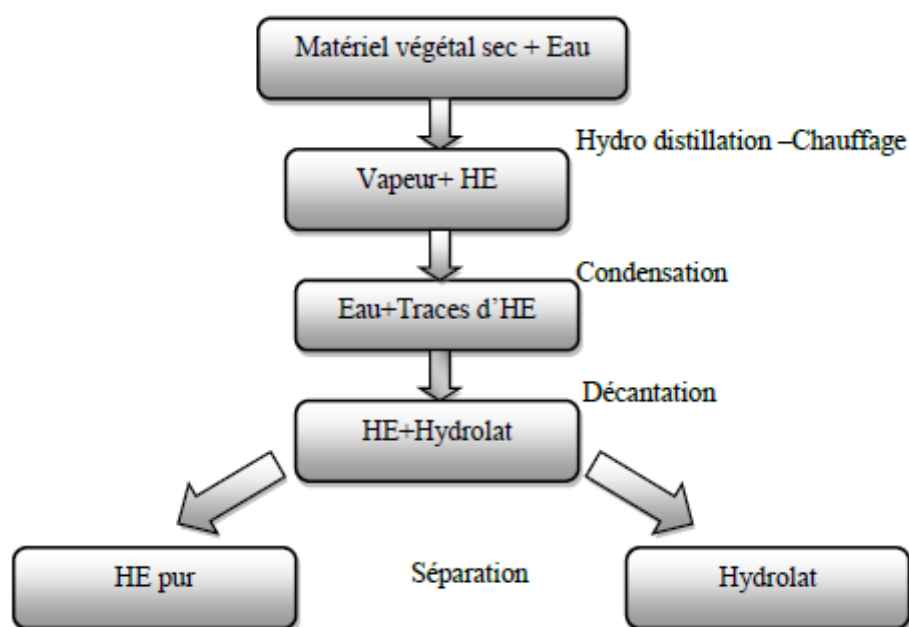 Matériel végétal sec + Eau
Hydro distillation –Chauffage
Vapeur+ HE
Condensation
Eau+Traces d’HE
Décantation
HE+Hydrolat
HE pur
Séparation
Hydrolat